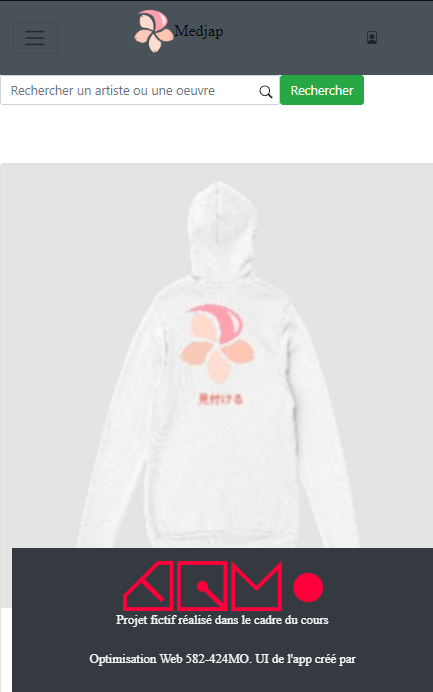 Medjap
Rechercher un artiste ou une oeuvre
Rechercher
見付ける
Projet fictif réalisé dans le cadre du cours
Optimisation Web 582-424MO. UI de l'app créé par